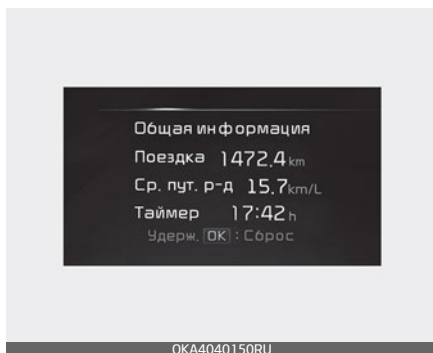 Общая информация
Поездка 1472.4 km
Ср. пут. р-д 15.7 km/L
Таймер 17:42 h
Удерж. OK : Сброс
OKA4040150RU